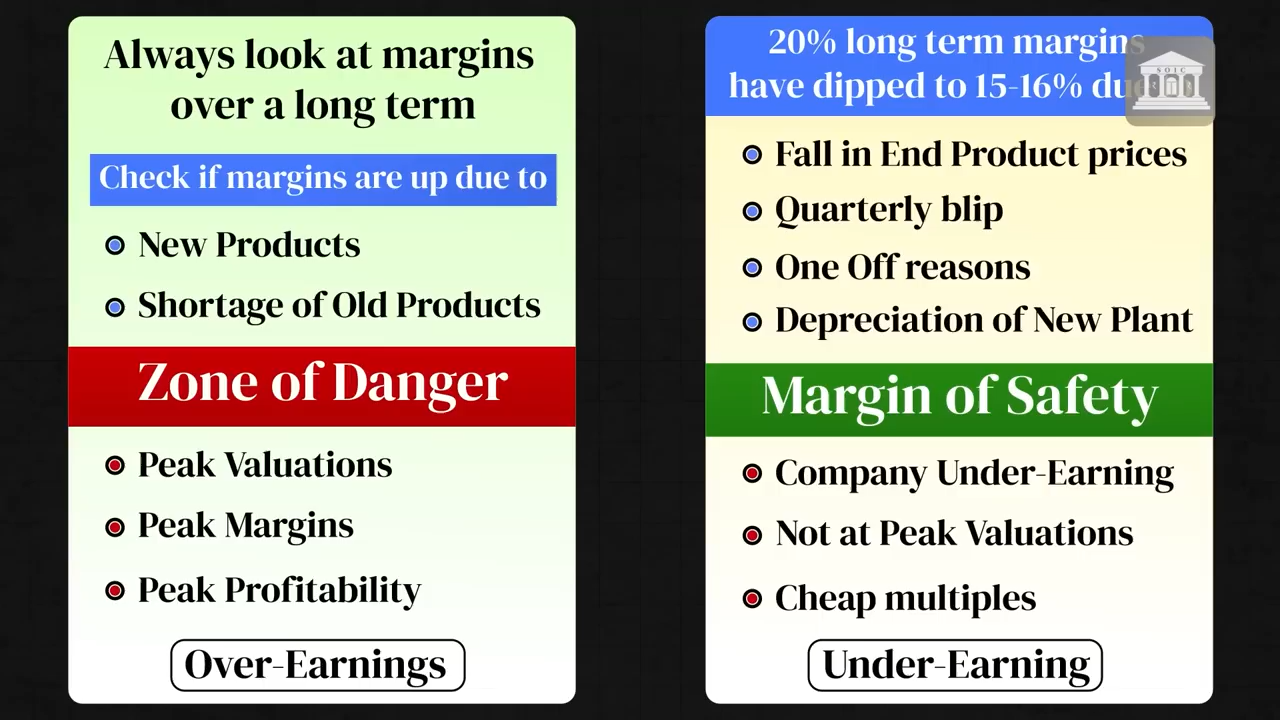 Always look at margins
over a long term
Check if margins are up due to
New Products
Shortage of Old Products
Zone of Danger
Peak Valuations
Peak Margins
Peak Profitability
Over-Earnings
20% long term margins
have dipped to 15-16% due
SOIC
Fall in End Product prices
Quarterly blip
One Off reasons
Depreciation of New Plant
Margin of Safety
Company Under-Earning
Not at Peak Valuations
Cheap multiples
Under-Earning